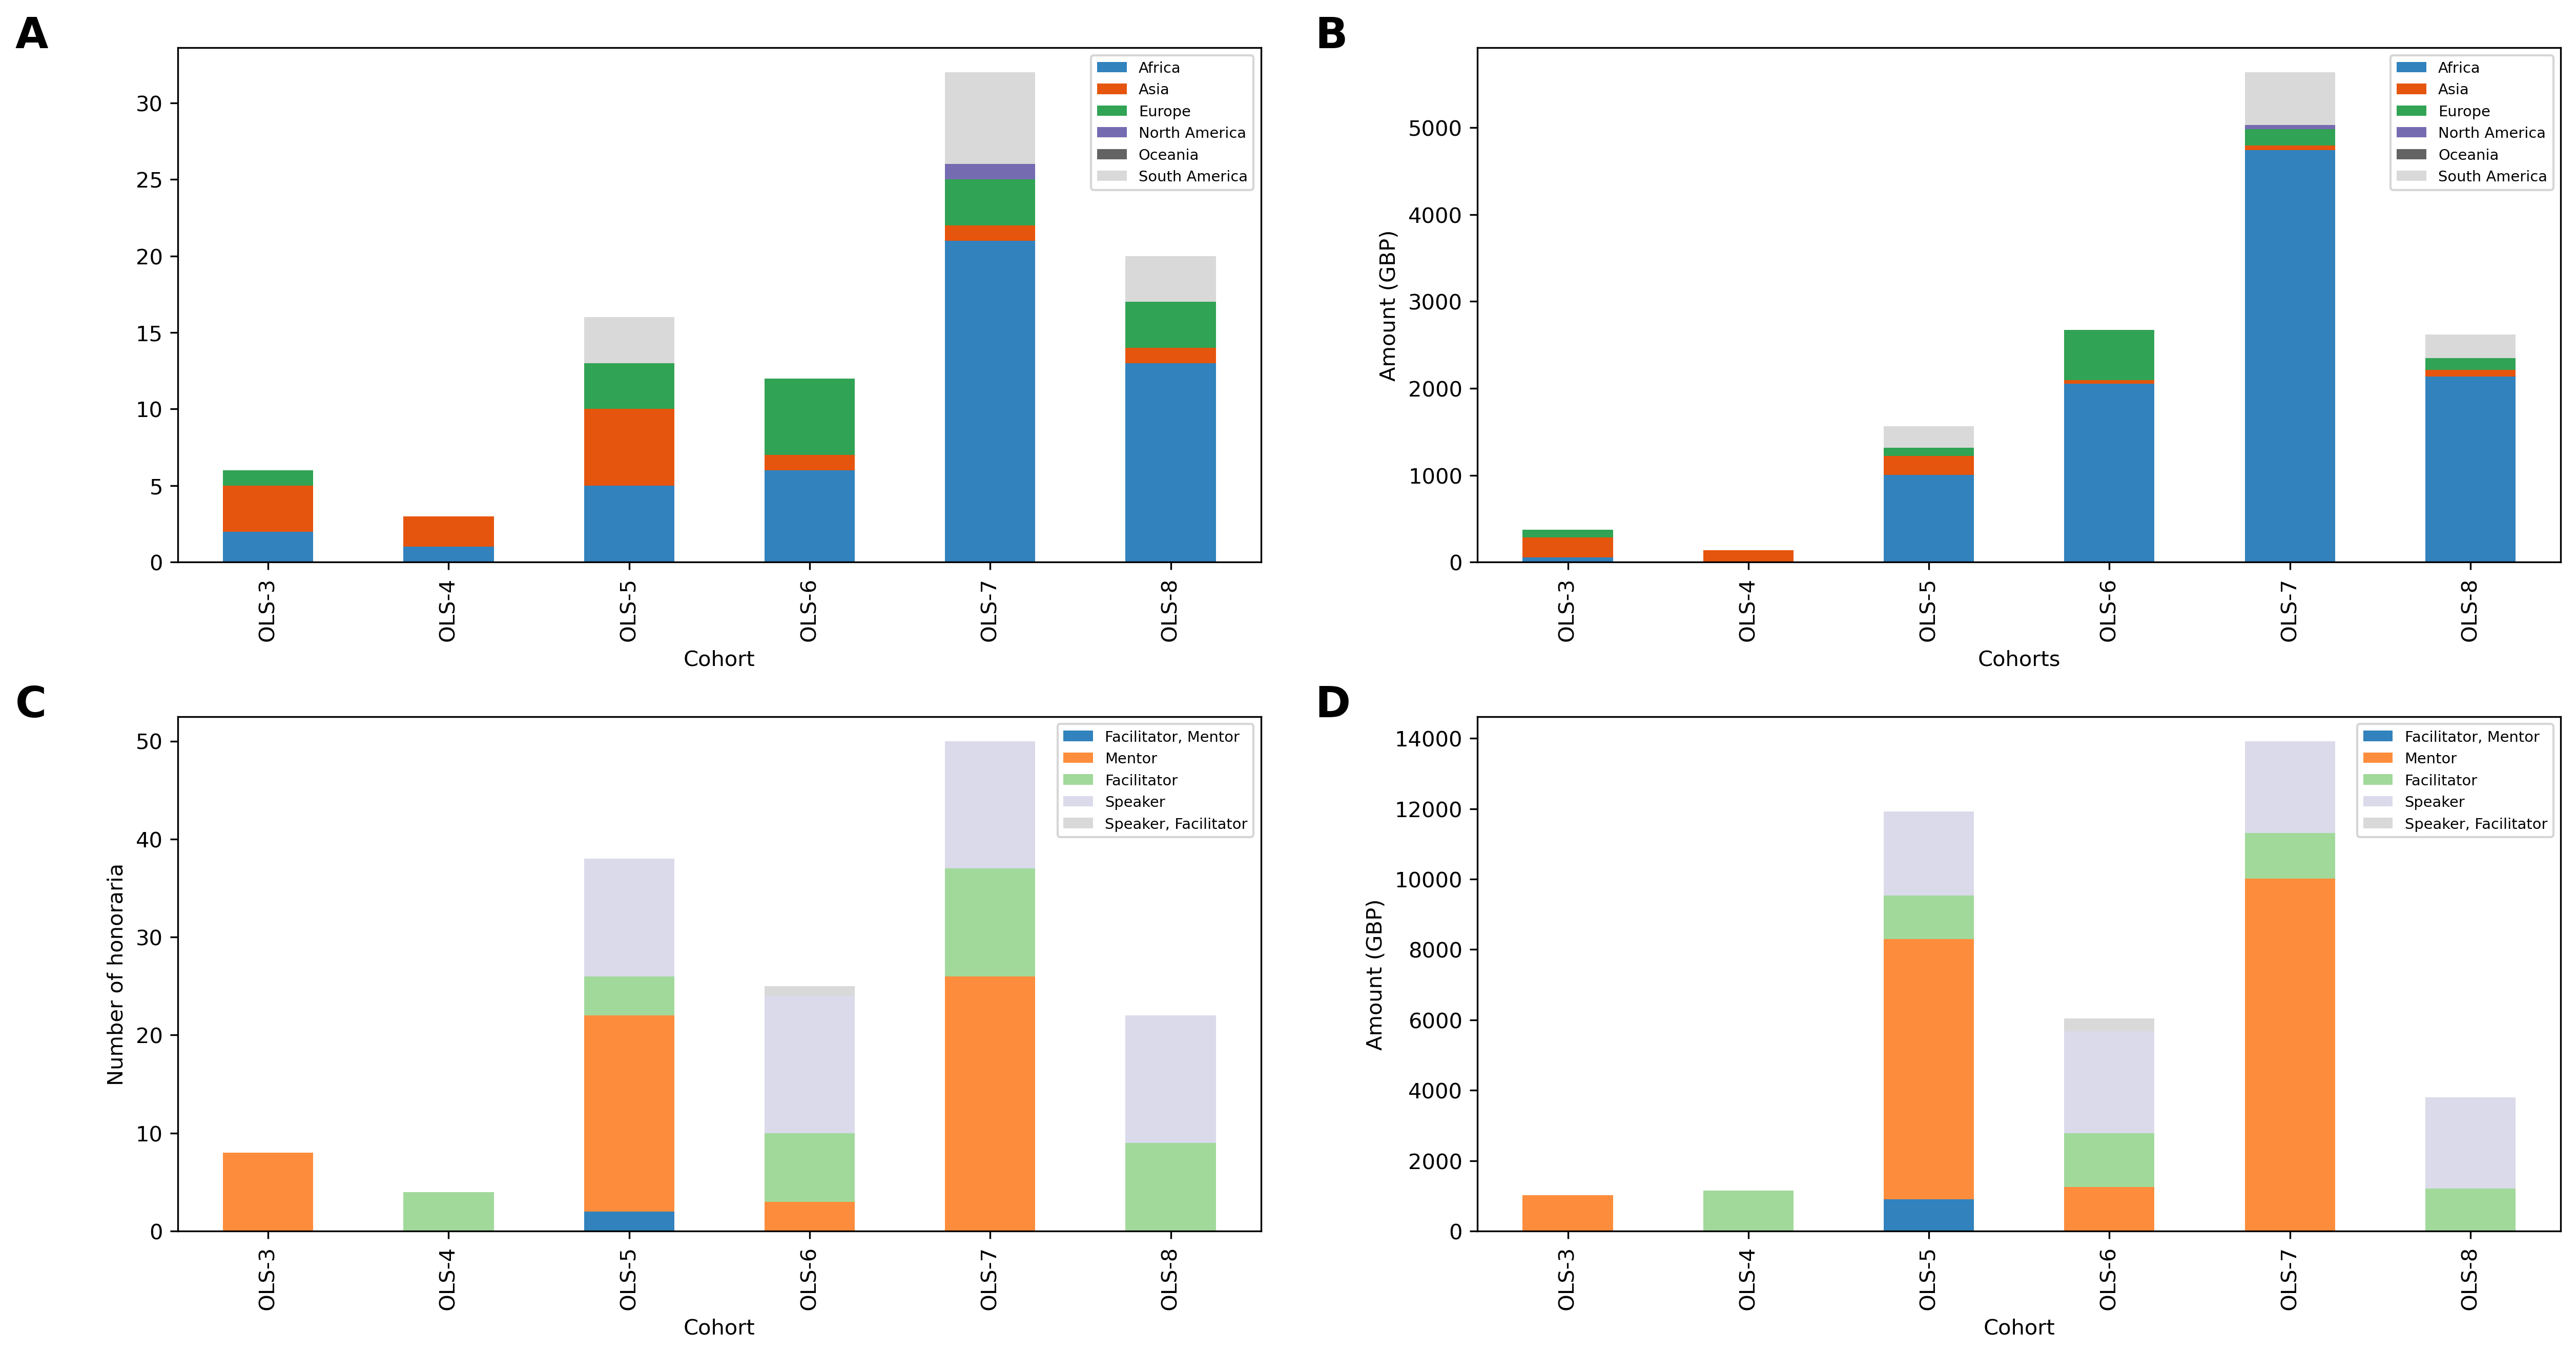 A
30
25
20
15
10
5
0
Africa
Asia
Europe
North America
Oceania
South America
OLS-3
OLS-4
OLS-5
OLS-6
OLS-7
OLS-8
Cohort
B
Amount (GBP)
5000
4000
3000
2000
1000
0
Africa
Asia
Europe
North America
Oceania
South America
OLS-3
OLS-4
OLS-5
OLS-6
OLS-7
OLS-8
Cohorts
C
Number of honoraria
50
40
30
20
10
0
Facilitator, Mentor
Mentor
Facilitator
Speaker
Speaker, Facilitator
OLS-3
OLS-4
OLS-5
OLS-6
OLS-7
OLS-8
Cohort
D
Amount (GBP)
14000
12000
10000
8000
6000
4000
2000
0
Facilitator, Mentor
Mentor
Facilitator
Speaker
Speaker, Facilitator
OLS-3
OLS-4
OLS-5
OLS-6
OLS-7
OLS-8
Cohort